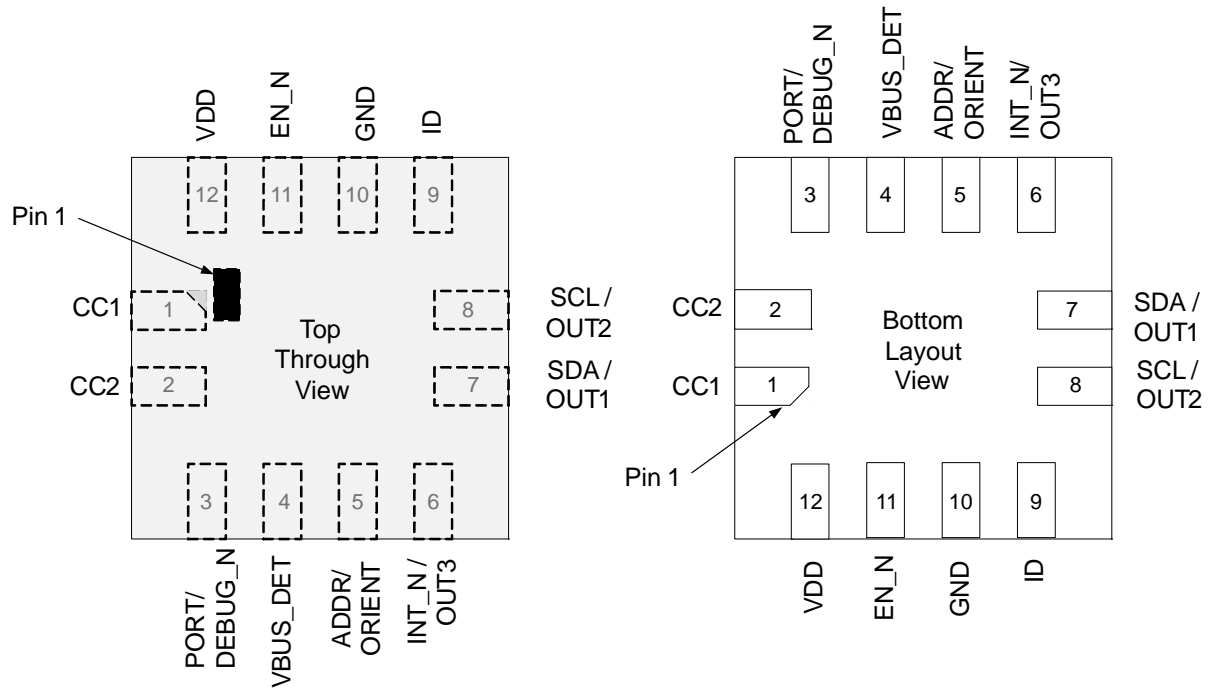 VDD
EN_N
GND
ID
12
11
10
9
Pin 1
CC1
1
8
SCL /
OUT2
Top
Through
View
CC2
2
7
SDA /
OUT1
3
4
5
6
PORT/
DEBUG_N
VBUS_DET
ADDR/
ORIENT
INT_N /
OUT3
PORT/
DEBUG_N
VBUS_DET
ADDR/
ORIENT
INT_N/
OUT3
3
4
5
6
CC2
2
7
SDA /
OUT1
Bottom
Layout
View
CC1
1
8
SCL /
OUT2
Pin 1
12
11
10
9
VDD
EN_N
GND
ID